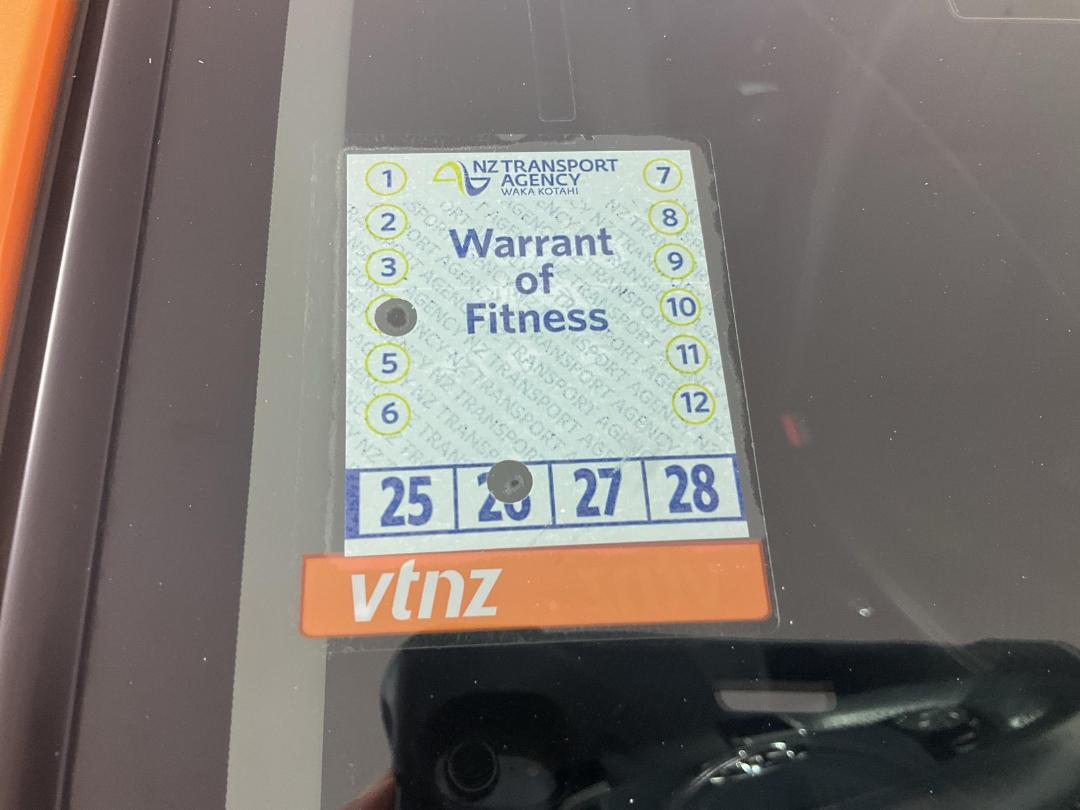 NZ TRANSPORT
AGENCY
WAKA KOTAHI
1
2
3
5
6
7
8
9
10
11
12
Warrant
of
Fitness
25
26
27
28
vtnz